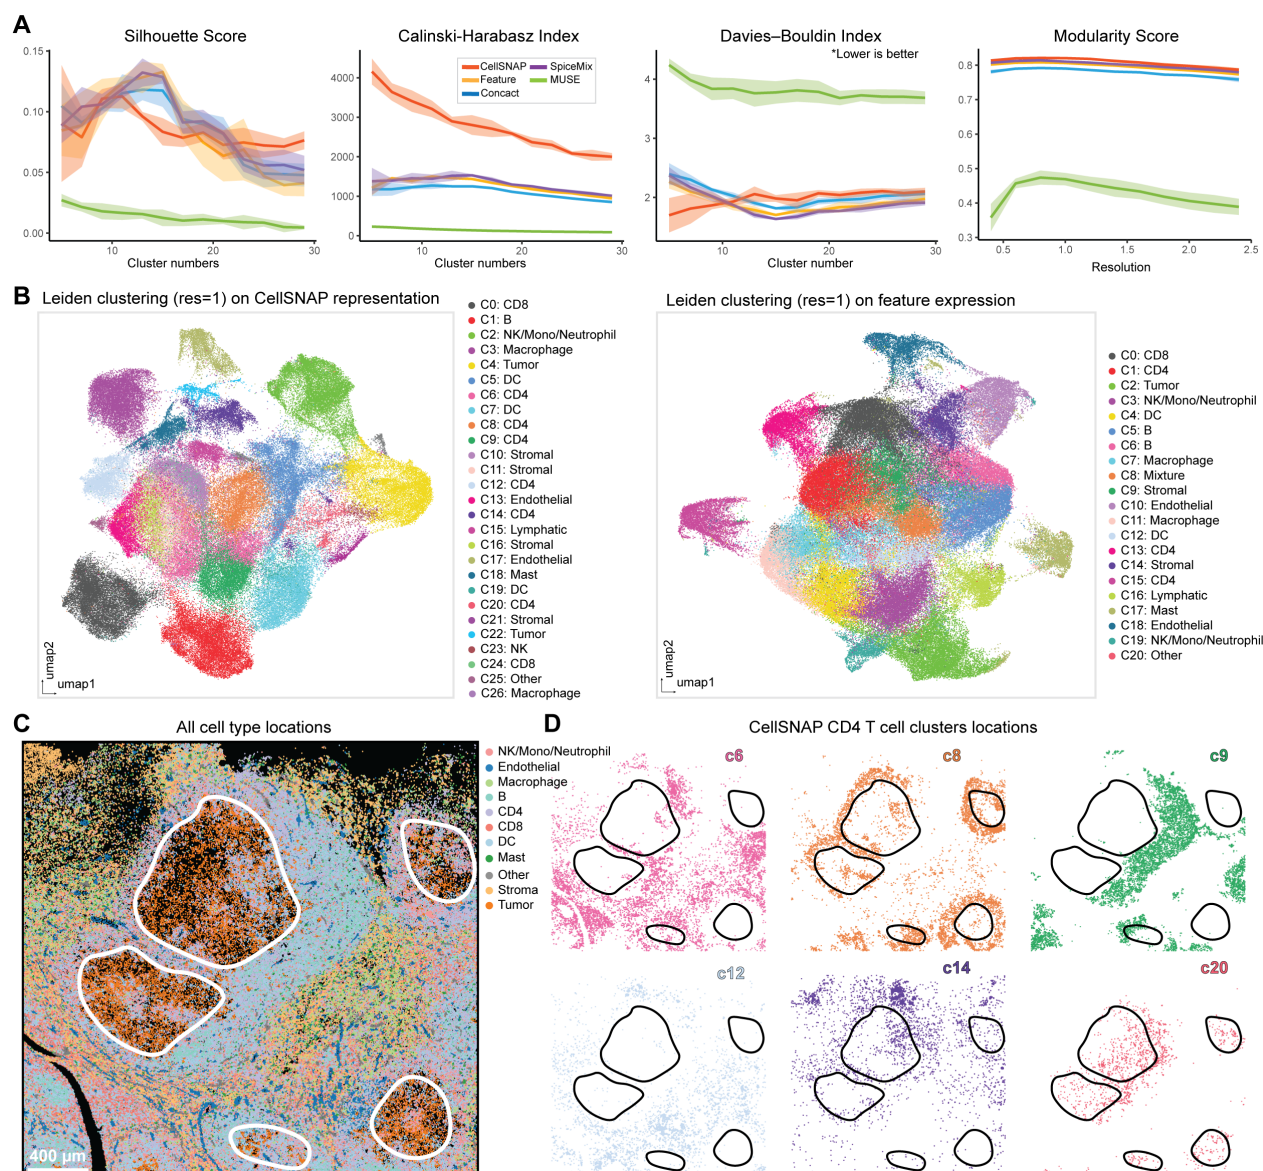 A
Silhouette Score
0.15
0.10
0.05
0.00
10
20
30
Cluster numbers
Calinski-Harabasz Index
4000
3000
2000
1000
0
10
20
30
Cluster numbers
CellSNAP
Feature
Concact
SpiceMix
MUSE
Davies–Bouldin Index
*Lower is better
4
3
2
10
20
30
Cluster number
Modularity Score
0.8
0.7
0.6
0.5
0.4
0.3
0.5
1.0
1.5
2.0
2.5
Resolution
B
Leiden clustering (res=1) on CellSNAP representation
umap2
umap1
C0: CD8
C1: B
C2: NK/Mono/Neutrophil
C3: Macrophage
C4: Tumor
C5: DC
C6: CD4
C7: DC
C8: CD4
C9: CD4
C10: Stromal
C11: Stromal
C12: CD4
C13: Endothelial
C14: CD4
C15: Lymphatic
C16: Stromal
C17: Endothelial
C18: Mast
C19: DC
C20: CD4
C21: Stromal
C22: Tumor
C23: NK
C24: CD8
C25: Other
C26: Macrophage
Leiden clustering (res=1) on feature expression
umap2
umap1
C0: CD8
C1: CD4
C2: Tumor
C3: NK/Mono/Neutrophil
C4: DC
C5: B
C6: B
C7: Macrophage
C8: Mixture
C9: Stromal
C10: Endothelial
C11: Macrophage
C12: DC
C13: CD4
C14: Stromal
C15: CD4
C16: Lymphatic
C17: Mast
C18: Endothelial
C19: NK/Mono/Neutrophil
C20: Other
C
All cell type locations
400 µm
NK/Mono/Neutrophil
Endothelial
Macrophage
B
CD4
CD8
DC
Mast
Other
Stroma
Tumor
D
CellSNAP CD4 T cell clusters locations
c6
c8
c9
c12
c14
c20